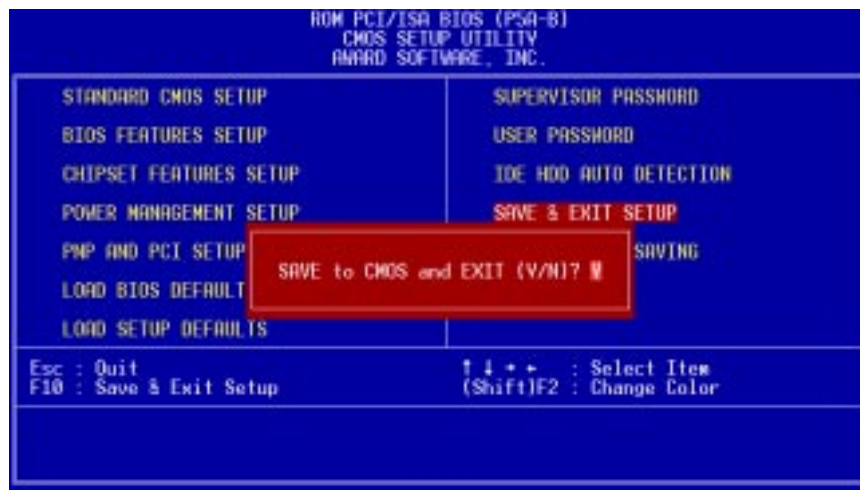 ROM PCI/ISA BIOS (P5A-B)
CMOS SETUP UTILITY
AWARD SOFTWARE, INC.
STANDARD CMOS SETUP
BIOS FEATURES SETUP
CHIPSET FEATURES SETUP
POWER MANAGEMENT SETUP
PNP AND PCI SETUP
LOAD BIOS DEFAULT
LOAD SETUP DEFAULTS
SUPERVISOR PASSWORD
USER PASSWORD
IDE HDD AUTO DETECTION
SAVE & EXIT SETUP
SAVING
SAVE to CMOS and EXIT (Y/N)? Y
Esc : Quit
F10 : Save & Exit Setup
↑ ↓ → ← : Select Item
(Shift)F2 : Change Color